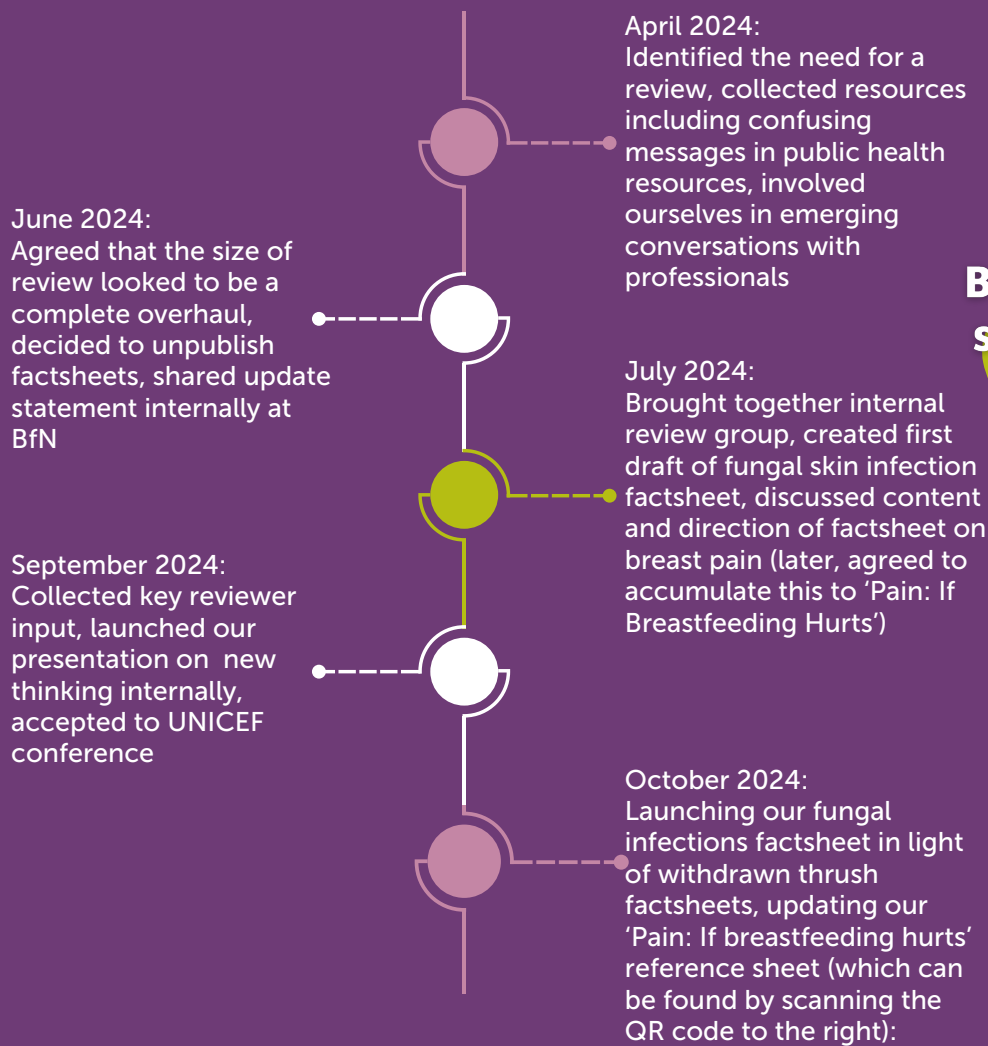 April 2024:
Identified the need for a
review, collected resources
including confusing
messages in public health
resources, involved
ourselves in emerging
conversations with
professionals
June 2024:
Agreed that the size of
review looked to be a
complete overhaul,
decided to unpublish
factsheets, shared update
statement internally at
BfN
B
s
July 2024:
Brought together internal
review group, created first
draft of fungal skin infection
factsheet, discussed content
and direction of factsheet on
breast pain (later, agreed to
accumulate this to ‘Pain: If
Breastfeeding Hurts’)
September 2024:
Collected key reviewer
input, launched our
presentation on  new
thinking internally,
accepted to UNICEF
conference
October 2024:
Launching our fungal
infections factsheet in light
of withdrawn thrush
factsheets, updating our
‘Pain: If breastfeeding hurts’
reference sheet (which can
be found by scanning the
QR code to the right):